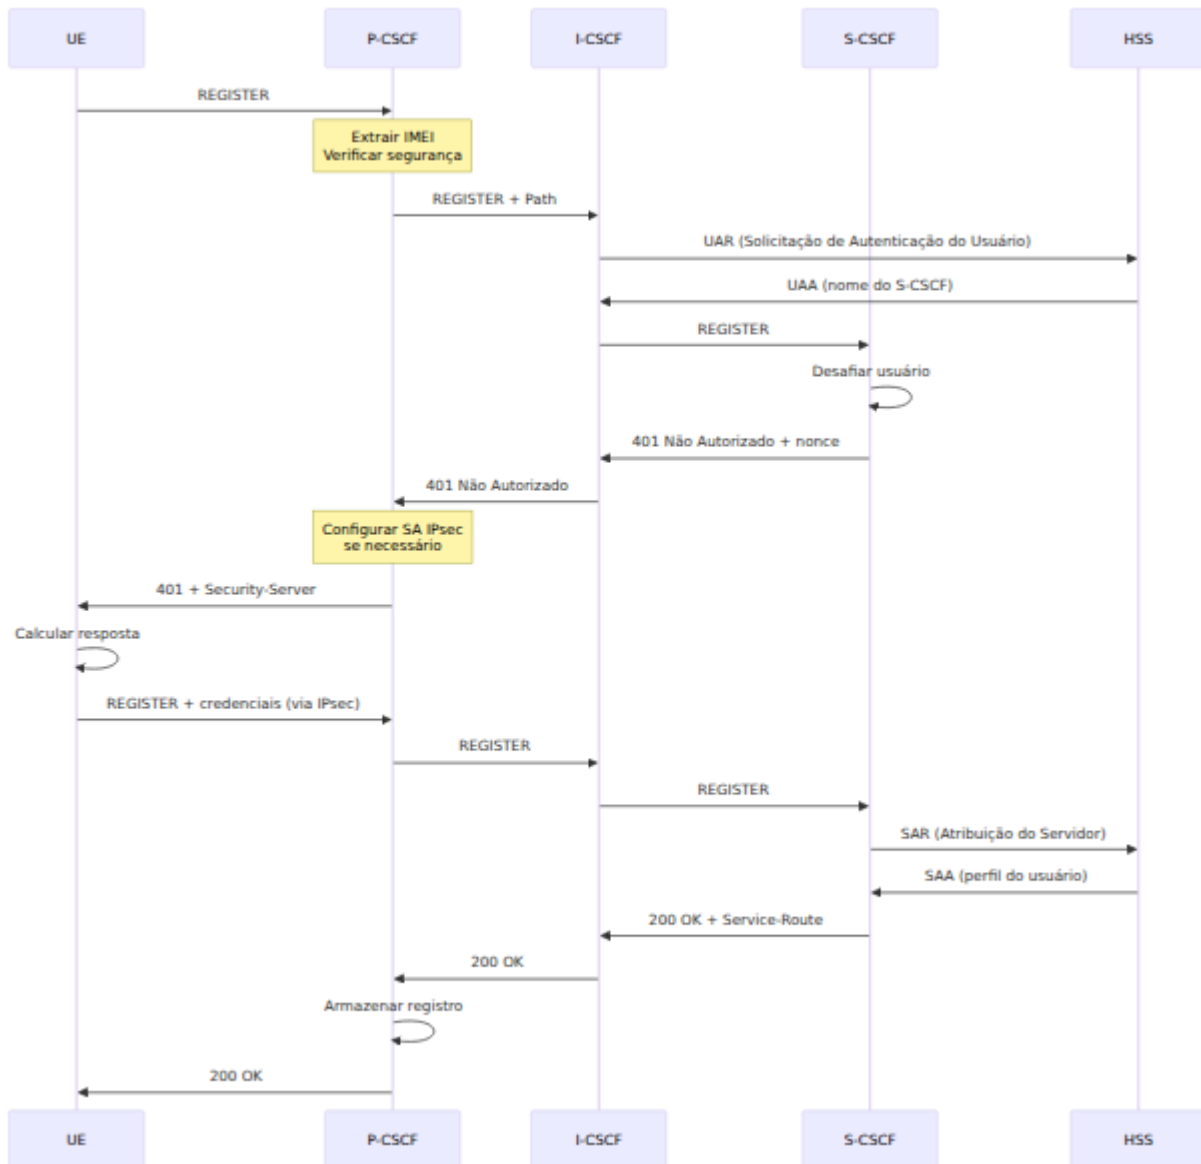 UE
P-CSCF
I-CSCF
S-CSCF
HSS
REGISTER
Extrair IMEI
Verificar segurança
REGISTER + Path
UAR (Solicitação de Autenticação do Usuário)
UAA (nome do S-CSCF)
REGISTER
Desafiar usuário
401 Não Autorizado + nonce
401 Não Autorizado
Configurar SA IPsec
se necessário
401 + Security-Server
Calcular resposta
REGISTER + credenciais (via IPsec)
REGISTER
REGISTER
SAR (Atribuição do Servidor)
SAA (perfil do usuário)
200 OK + Service-Route
200 OK
Armazenar registro
200 OK
UE
P-CSCF
I-CSCF
S-CSCF
HSS